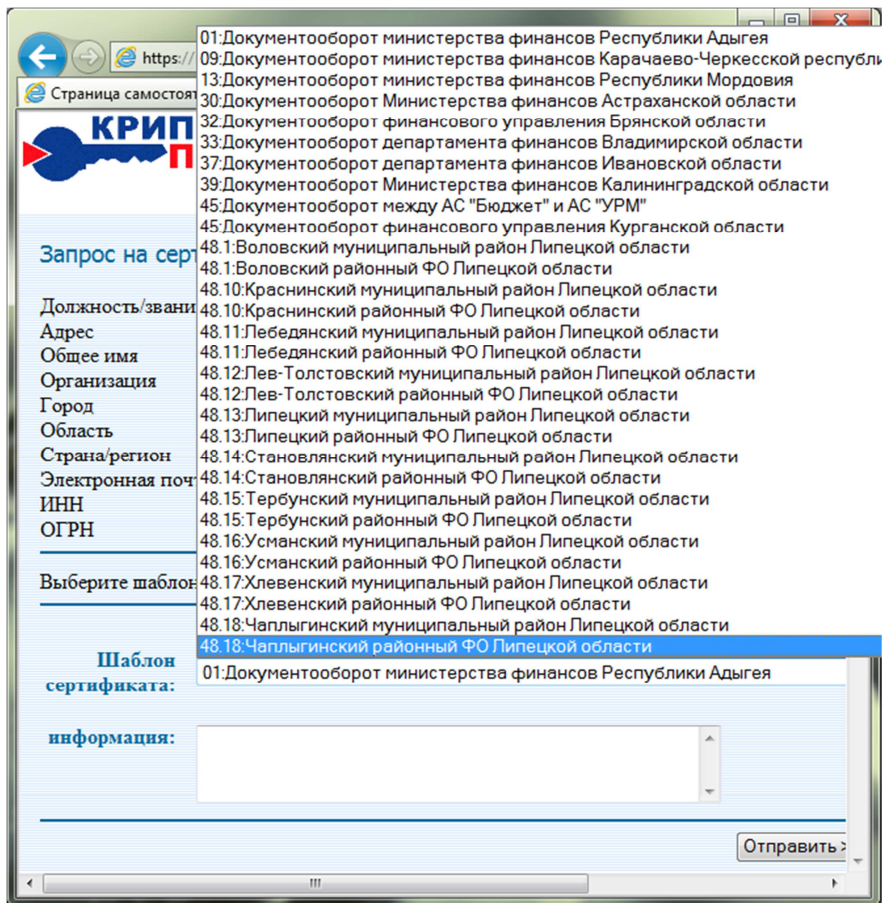 01:Документооборот министерства финансов Республики Адыгея
https://
09:Документооборот министерства финансов Карачаево-Черкесской республи
13:Документооборот министерства финансов Республики Мордовия
Страница самостоят
30:Документооборот Министерства финансов Астраханской области
КРИП
32:Документооборот финансового управления Брянской области
33:Документооборот департамента финансов Владимирской области
П
37:Документооборот департамента финансов Ивановской области
39:Документооборот Министерства финансов Калининградской области
45:Документооборот между АС "Бюджет" и АС "УРМ"
45:Документооборот финансового управления Курганской области
Запрос на серт
48.1:Воловский муниципальный район Липецкой области
48.1:Воловский районный ФО Липецкой области
48.10:Краснинский муниципальный район Липецкой области
Должность/звани
48.10:Краснинский районный ФО Липецкой области
Адрес
48.11:Лебедянский муниципальный район Липецкой области
Общее имя
48.11:Лебедянский районный ФО Липецкой области
Организация
48.12:Лев-Толстовский муниципальный район Липецкой области
48.12:Лев-Толстовский районный ФО Липецкой области
Город
48.13:Липецкий муниципальный район Липецкой области
Область
48.13:Липецкий районный ФО Липецкой области
Страна/регион
48.14:Становлянский муниципальный район Липецкой области
Электронная поч
48.14:Становлянский районный ФО Липецкой области
48.15:Тербунский муниципальный район Липецкой области
ИНН
48.15:Тербунский районный ФО Липецкой области
ОГРН
48.16:Усманский муниципальный район Липецкой области
48.16:Усманский районный ФО Липецкой области
Выберите шаблон
48.17:Хлевенский муниципальный район Липецкой области
48.17:Хлевенский районный ФО Липецкой области
48.18:Чаплыгинский муниципальный район Липецкой области
48.18:Чаплыгинский районный ФО Липецкой области
Шаблон
сертификата:
01:Документооборот министерства финансов Республики Адыгея
информация:
Отправить >